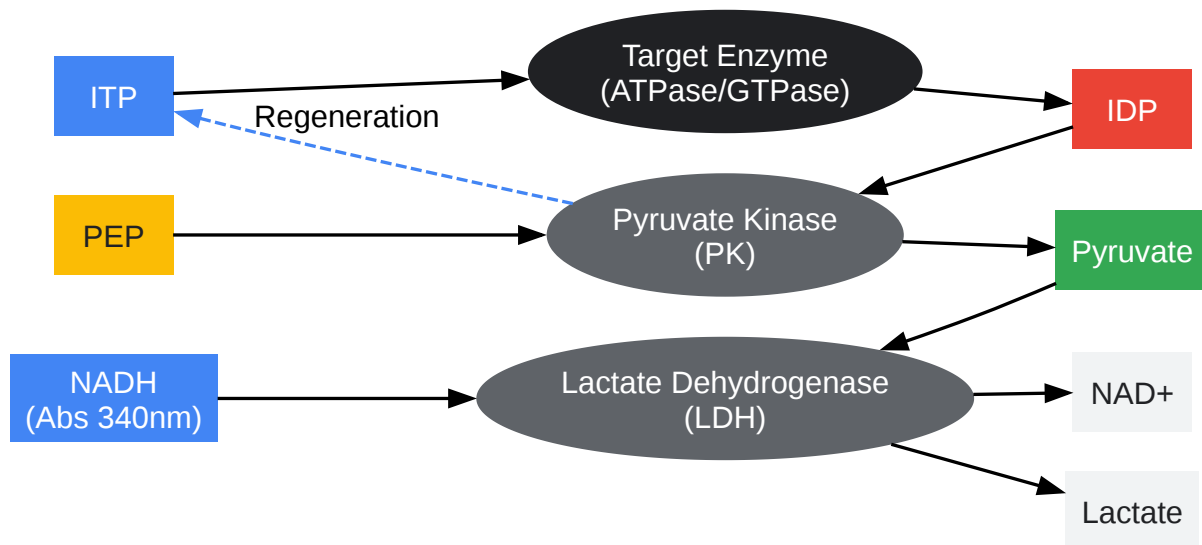 Target Enzyme
(ATPase/GTPase)
ITP
IDP
Regeneration
Pyruvate Kinase
(PK)
PEP
Pyruvate
NADH
(Abs 340nm)
Lactate Dehydrogenase
(LDH)
NAD+
Lactate